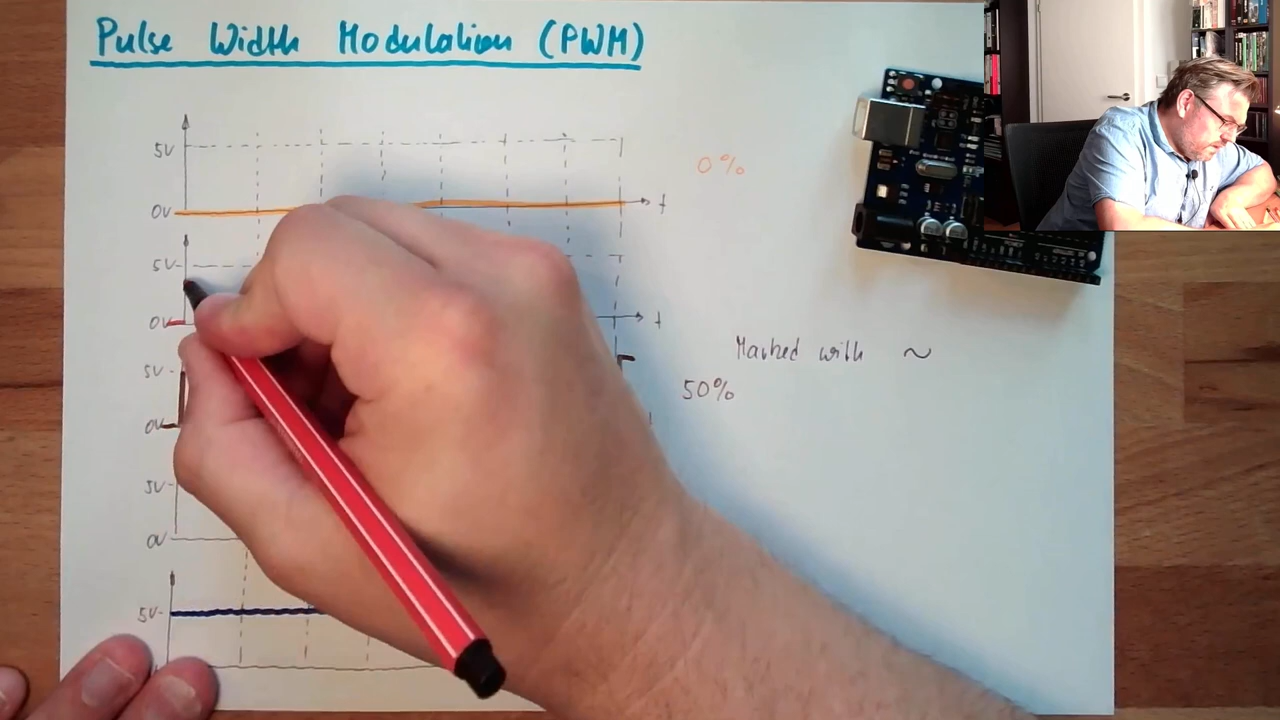 Pulse Width Modulation (PWM)
5V
0V
t
0%
5V
0V
t
Marked with ~
5V
0V
50%
5V
0V
5V